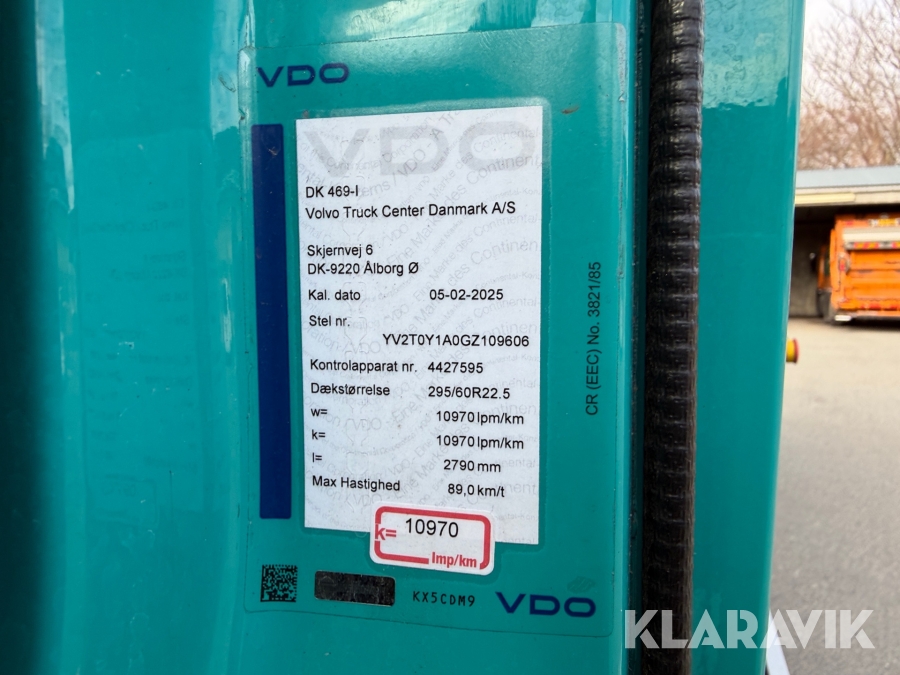 KLARAVIK
VDO
VDO
DK 469-I
Volvo Truck Center Danmark A/S
Skjernvej 6
DK-9220 Ålborg Ø
Kal. dato 05-02-2025
Stel nr.
YV2T0Y1A0GZ109606
Kontrolapparat nr. 4427595
Dækstørrelse 295/60R22.5
w= 10970 Ipm/km
k= 10970 Ipm/km
l= 2790 mm
Max Hastighed 89,0 km/t
k= 10970
Imp/km
CR (EEC) No. 3821/85
KX5CDM9
VDO
KLARAVIK